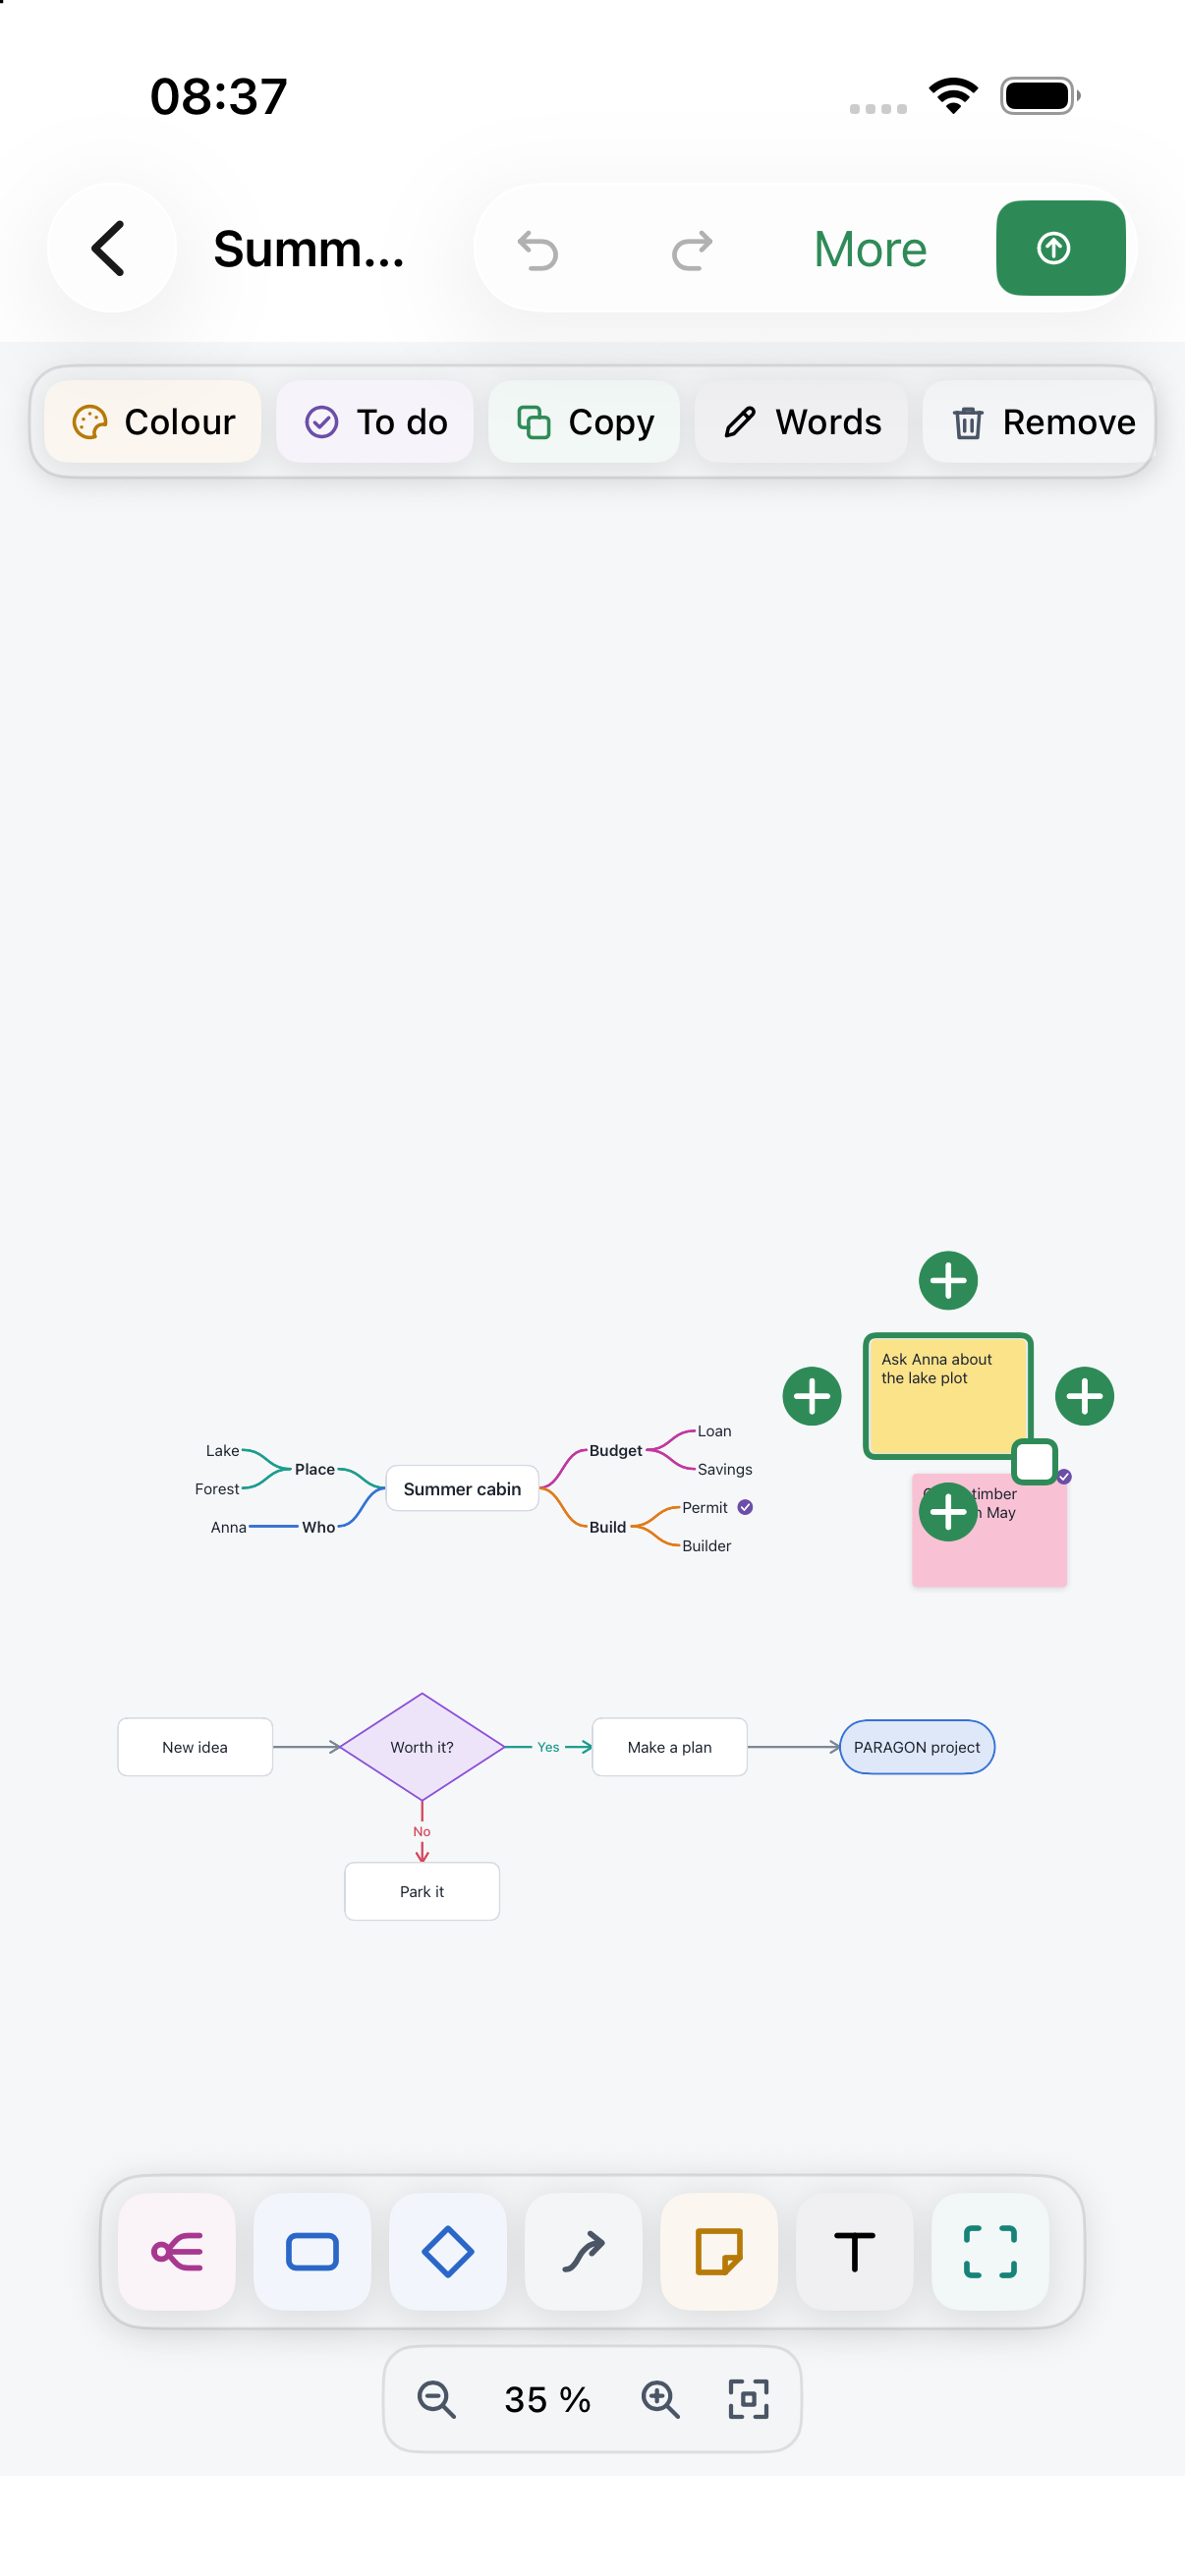 08:37
Summ...
More
Colour
To do
Copy
Words
Remove
Ask Anna about
the lake plot
timber
May
Loan
Lake
Budget
Place
Savings
Forest
Summer cabin
Permit
Anna
Who
Build
Builder
New idea
Worth it?
Yes
Make a plan
PARAGON project
No
Park it
35 %